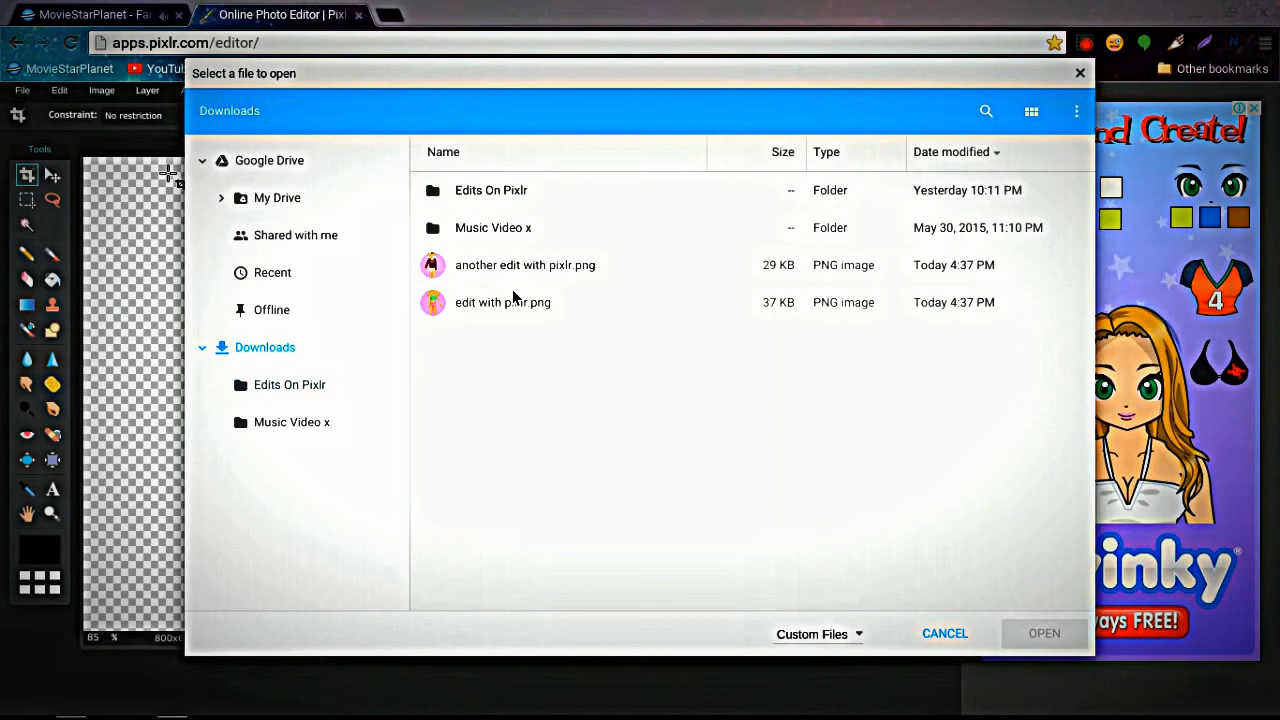 MovieStarPlanet - Fa
Online Photo Editor | Pixl
apps.pixlr.com/editor/
MovieStarPlanet
YouTu
Other bookmarks
Select a file to open
File Edit Image Layer
Downloads
nd Create!
Constraint: No restriction
Tools
Name Size Type Date modified
Google Drive
Edits On Pixlr -- Folder Yesterday 10:11 PM
My Drive
Music Video x -- Folder May 30, 2015, 11:10 PM
Shared with me
another edit with pixlr.png 29 KB PNG image Today 4:37 PM
Recent
edit with pixlr.png 37 KB PNG image Today 4:37 PM
Offline
4
Downloads
Edits On Pixlr
Music Video x
A
inky®
ays FREE!
85 % 800x
Custom Files CANCEL OPEN